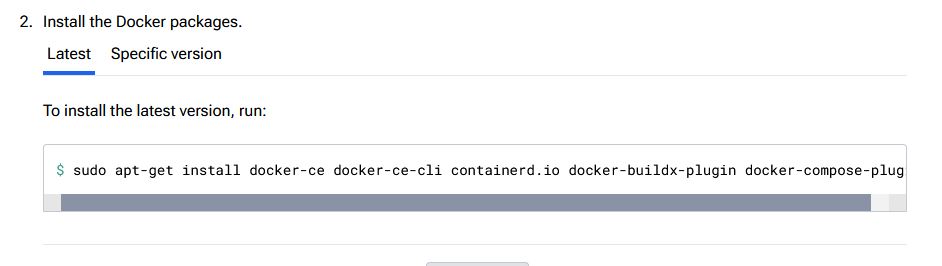 2. Install the Docker packages.
Latest Specific version
To install the latest version, run:
$ sudo apt-get install docker-ce docker-ce-cli containerd.io docker-buildx-plugin docker-compose-plug